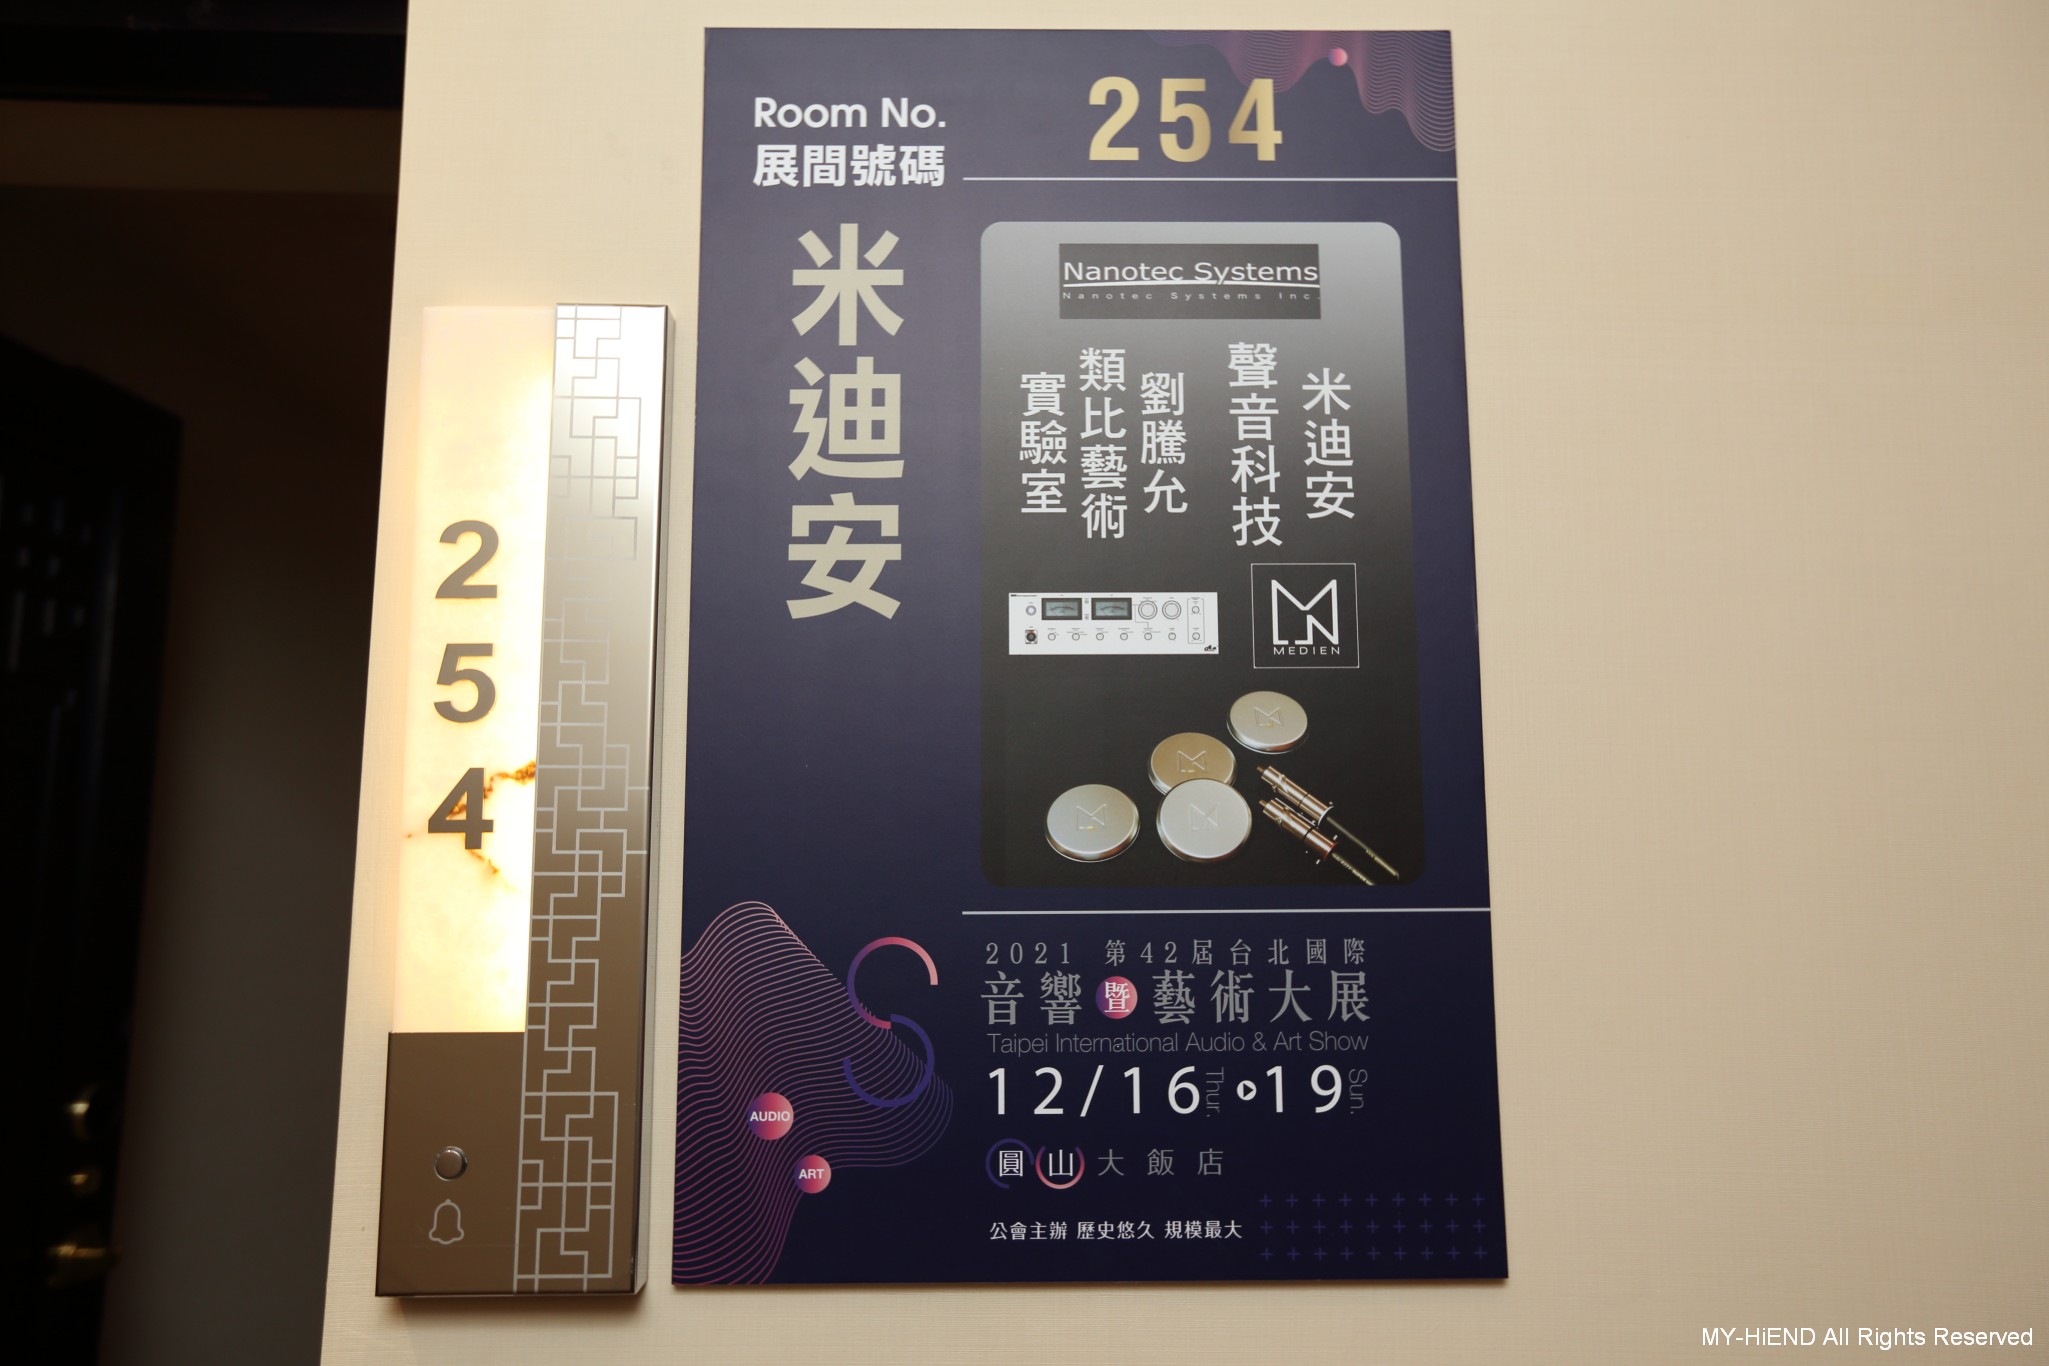 254
Room No.
展間號碼
254
米迪安
Nanotec Systems
Nanotec Systems Inc.
米迪安
聲音科技
劉騰允
類比藝術
實驗室
MEDIEN
2021 第42屆台北國際
音響暨藝術大展
Taipei International Audio & Art Show
12/16 Thur. 19 Sun.
AUDIO
ART
圓山大飯店
公會主辦 歷史悠久 規模最大
MY-HiEND All Rights Reserved